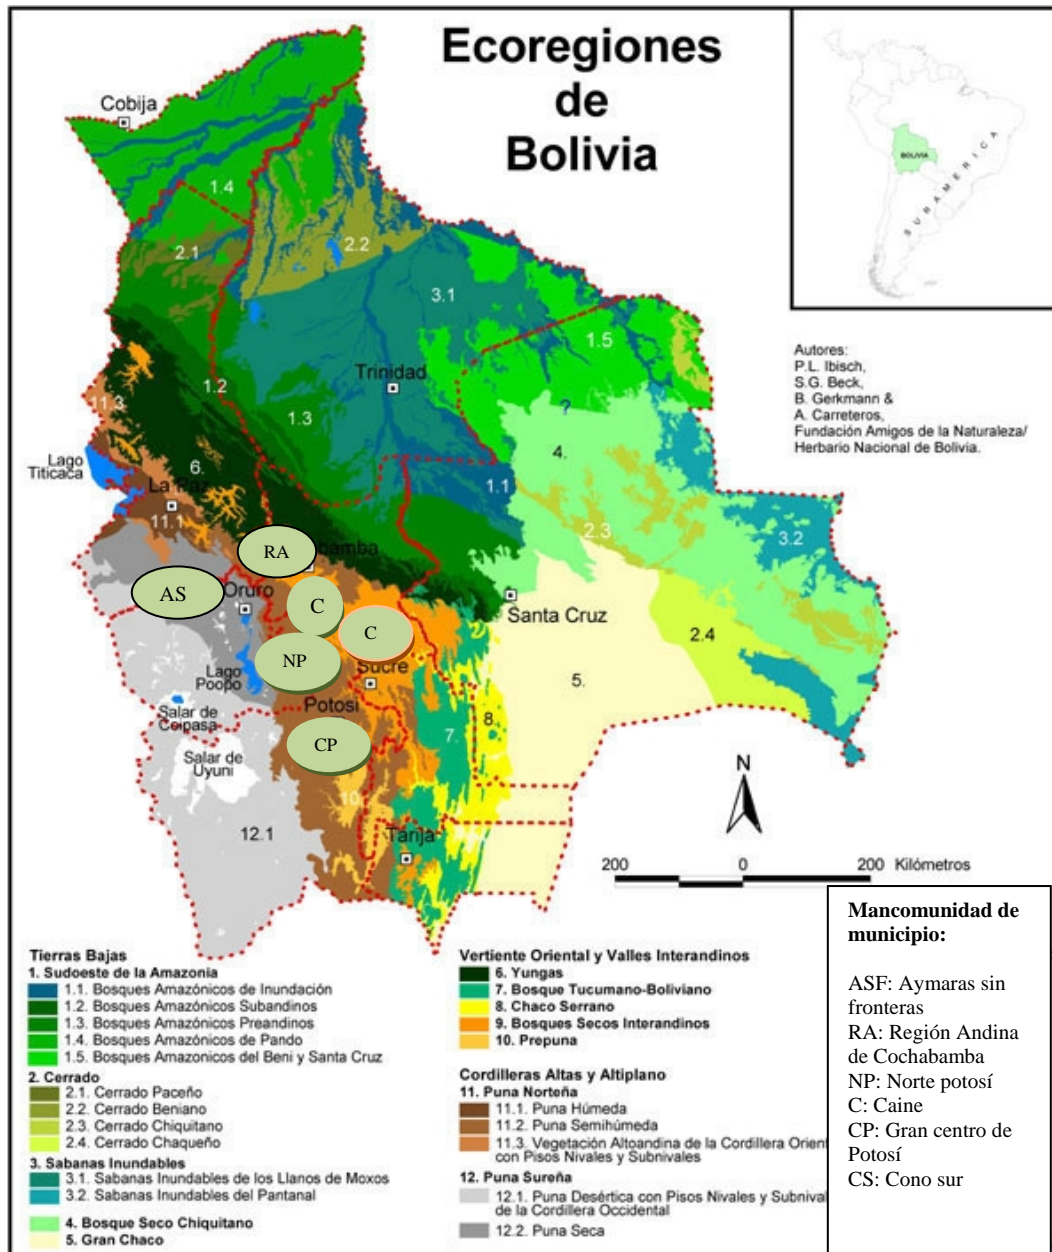 Ecoregiones
de
Bolivia
BOLIVIA
SURAMERICA
Autores:
P.L. Ibisch,
S.G. Beck,
B. Gerkmann &
A. Carreteros,
Fundación Amigos de la Naturaleza/
Herbario Nacional de Bolivia.
Cobija
1.4
2.1
2.2
3.1
1.5
Trinidad
1.2
1.3
?
11.3
4.
Lago
Titicaca
6.
La Paz
1.1
11.1
2.3
3.2
RA
bamba
AS
Oruro
C
Santa Cruz
C
2.4
NP
Sucre
Lago
Poopo
5.
Salar de
Coipasa
Potosi
8.
7.
CP
Salar de
Uyuni
10.
N
12.1
Tarija
200 0 200 Kilómetros
Tierras Bajas
1. Sudoeste de la Amazonia
1.1. Bosques Amazónicos de Inundación
1.2. Bosques Amazónicos Subandinos
1.3. Bosques Amazónicos Preandinos
1.4. Bosques Amazónicos de Pando
1.5. Bosques Amazonicos del Beni y Santa Cruz
2. Cerrado
2.1. Cerrado Paceño
2.2. Cerrado Beniano
2.3. Cerrado Chiquitano
2.4. Cerrado Chaqueño
3. Sabanas Inundables
3.1. Sabanas Inundables de los Llanos de Moxos
3.2. Sabanas Inundables del Pantanal
4. Bosque Seco Chiquitano
5. Gran Chaco
Vertiente Oriental y Valles Interandinos
6. Yungas
7. Bosque Tucumano-Boliviano
8. Chaco Serrano
9. Bosques Secos Interandinos
10. Prepuna
Cordilleras Altas y Altiplano
11. Puna Norteña
11.1. Puna Húmeda
11.2. Puna Semihúmeda
11.3. Vegetación Altoandina de la Cordillera Orien
con Pisos Nivales y Subnivales
12. Puna Sureña
12.1. Puna Desértica con Pisos Nivales y Subnival
de la Cordillera Occidental
12.2. Puna Seca
Mancomunidad de
municipio:
ASF: Aymaras sin
fronteras
RA: Región Andina
de Cochabamba
NP: Norte potosí
C: Caine
CP: Gran centro de
Potosí
CS: Cono sur